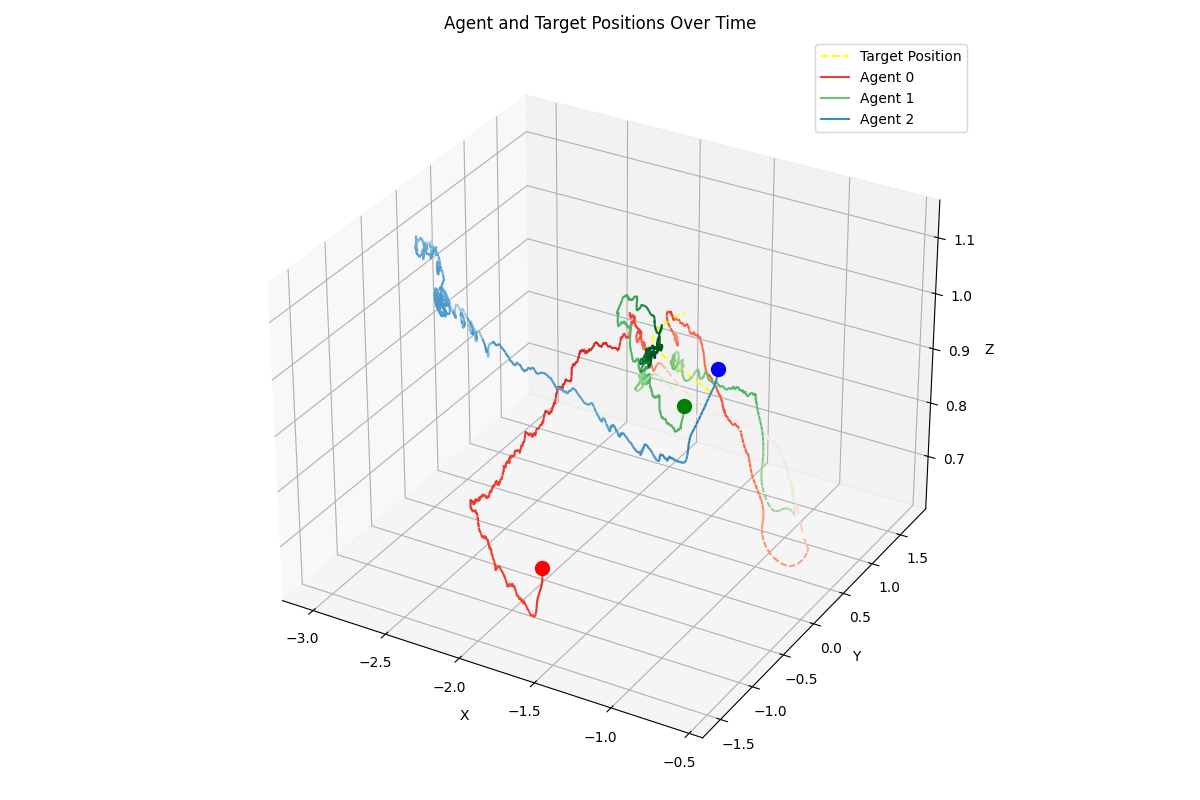 Agent and Target Positions Over Time
Target Position
Agent 0
Agent 1
Agent 2
1.1
1.0
0.9
0.8
0.7
Z
1.5
1.0
0.5
0.0
−0.5
−1.0
−1.5
Y
−3.0
−2.5
−2.0
−1.5
−1.0
−0.5
X